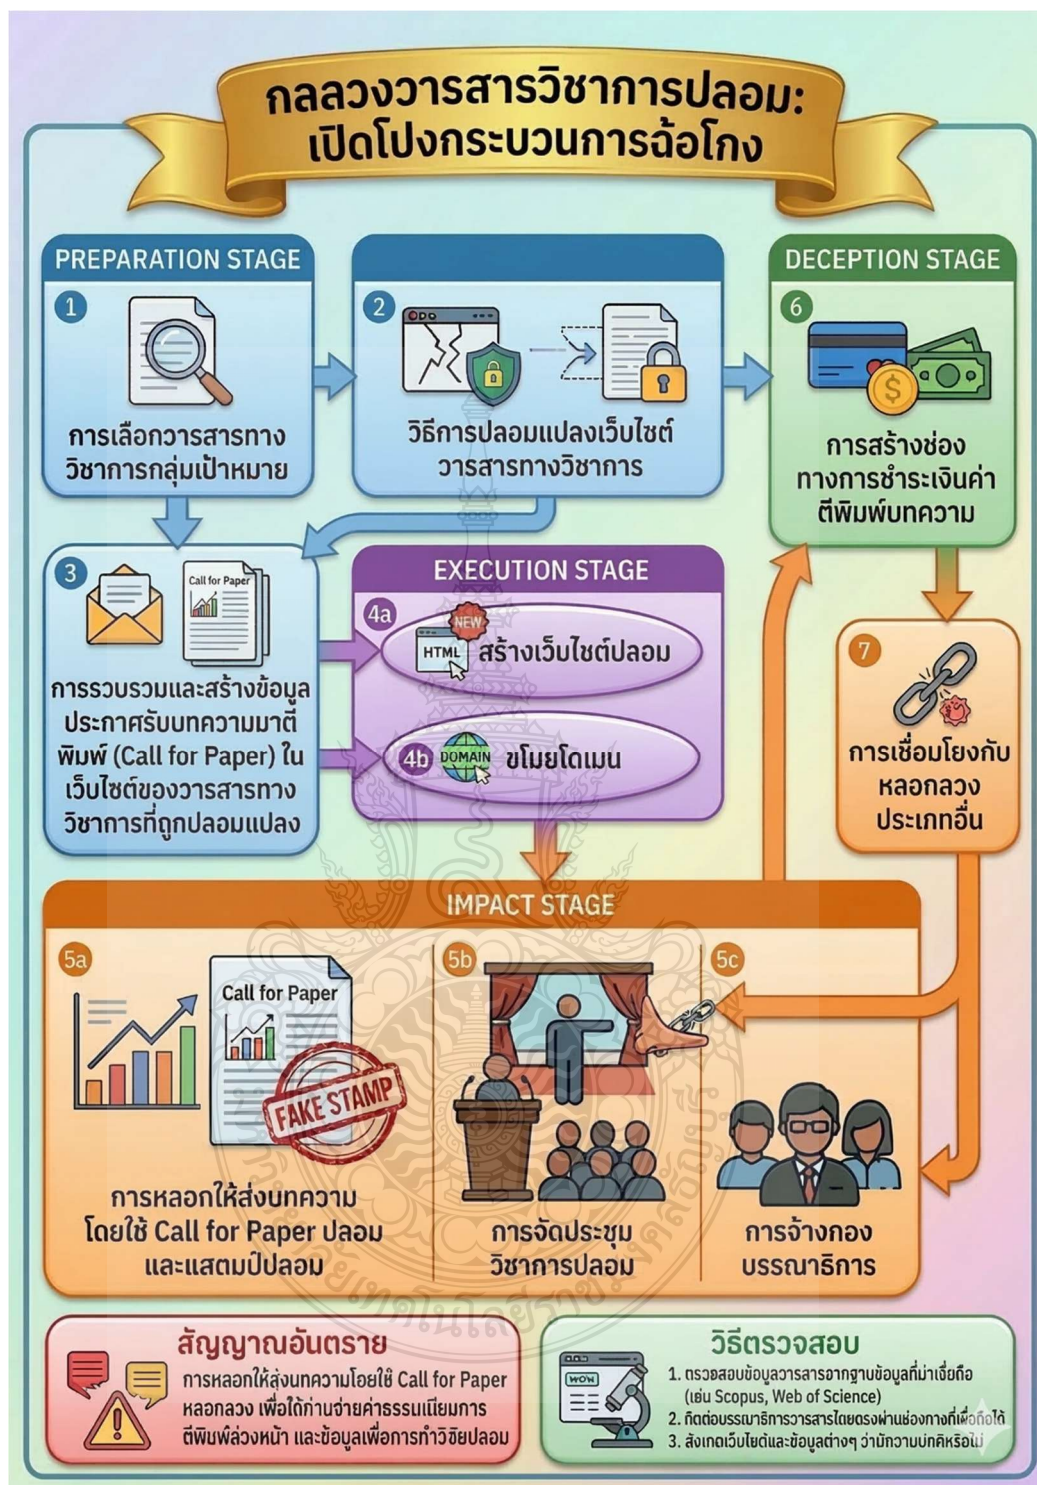 กลลวงวารสารวิชาการปลอม:
เปิดโปงกระบวนการฉ้อโกง
PREPARATION STAGE
1
การเลือกวารสารทาง
วิชาการกลุ่มเป้าหมาย
2
วิธีการปลอมแปลงเว็บไซต์
วารสารทางวิชาการ
3
Call for Paper
การรวบรวมและสร้างข้อมูล
ประกาศรับบทความมาตี
พิมพ์ (Call for Paper) ใน
เว็บไซต์ของวารสารทาง
วิชาการที่ถูกปลอมแปลง
EXECUTION STAGE
4a
NEW
HTML
สร้างเว็บไซต์ปลอม
4b
DOMAIN
ขโมยโดเมน
DECEPTION STAGE
6
$
การสร้างช่อง
ทางการชำระเงินค่า
ตีพิมพ์บทความ
7
การเชื่อมโยงกับ
หลอกลวง
ประเภทอื่น
IMPACT STAGE
5a
Call for Paper
FAKE STAMP
การหลอกให้ส่งบทความ
โดยใช้ Call for Paper ปลอม
และแสตมป์ปลอม
5b
การจัดประชุม
วิชาการปลอม
5c
การจ้างกอง
บรรณาธิการ
สัญญาณอันตราย
การหลอกให้ส่งบทความโอยใช้ Call for Paper
หลอกลวง เพื่อใด้ท่านจ่ายค่าธรรมเนียมการ
ตีพิมพ์ล่วงหน้า และข้อมูลเพื่อการทำวิจัยปลอม
วิธีตรวจสอบ
WOW
1. ตรวจสอบข้อมูลวารสารจากฐานข้อมูลที่น่าเชื่อถือ
(เช่น Scopus, Web of Science)
2. ติดต่อบรรณาธิการวารสารโดยตรงผ่านช่องทางที่เชื่อถือได้
3. สังเกตเว็บไซต์และข้อมูลต่างๆ ว่ามีความปกติหรือไม่